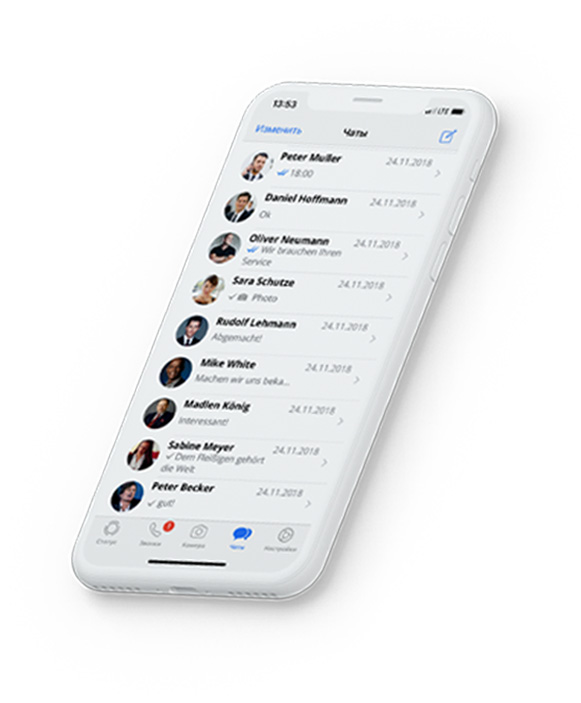 13:53
LTE
Изменить
Чаты
Peter Muller
24.11.2018
18:00
Daniel Hoffmann
24.11.2018
Ok
Oliver Neumann
24.11.2018
Wir brauchen Ihren
Service
Sara Schutze
24.11.2018
Photo
Rudolf Lehmann
24.11.2018
Abgemacht!
Mike White
24.11.2018
Machen wir uns beka...
Madlen König
24.11.2018
Interessant!
Sabine Meyer
24.11.2018
Dem Fleißigen gehört
die Welt
Peter Becker
24.11.2018
gut!
Статус
Звонки
Камера
Чаты
Настройки